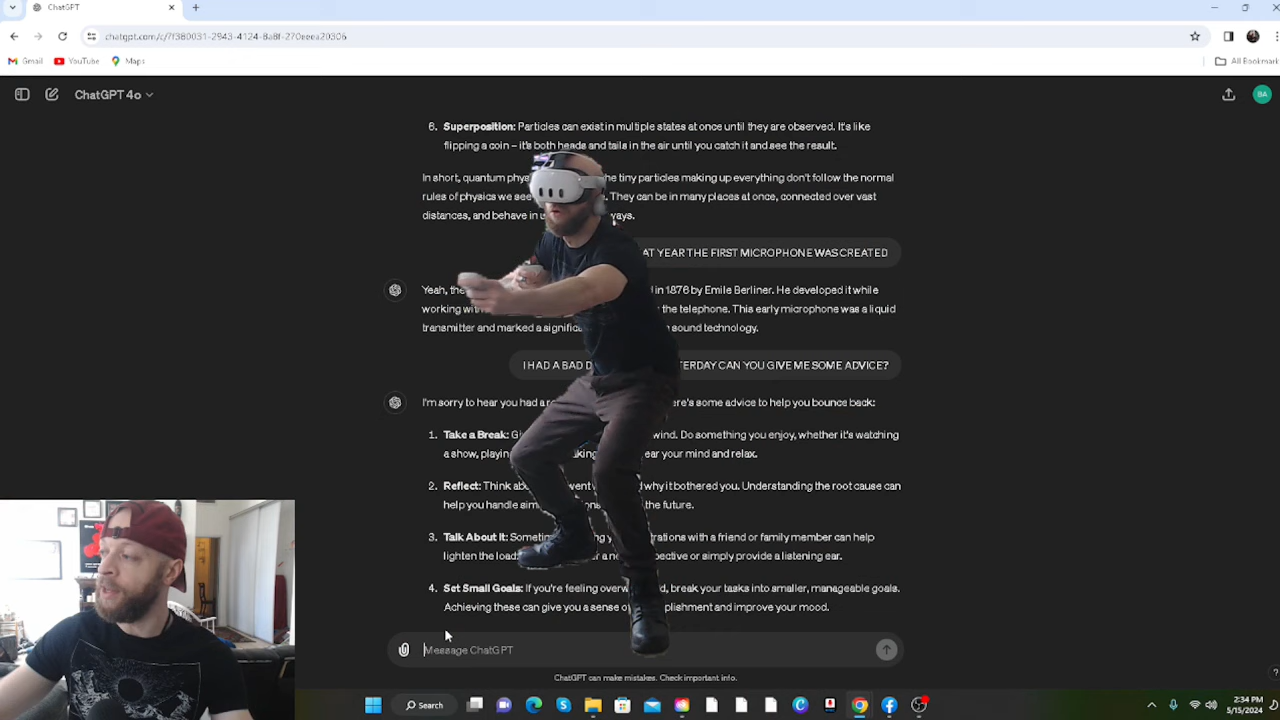 ChatGPT
chatgpt.com/c/7f380031-2943-4124-8a8f-270eeea20306
Gmail YouTube Maps All Bookmark
ChatGPT 4o BA
6. Superposition: Particles can exist in multiple states at once until they are observed. It's like
flipping a coin – it's both heads and tails in the air until you catch it and see the result.
In short, quantum phys he tiny particles making up everything don't follow the normal
rules of physics we see They can be in many places at once, connected over vast
distances, and behave in u ways.
AT YEAR THE FIRST MICROPHONE WAS CREATED
Yeah, the in 1876 by Emile Berliner. He developed it while
working with the telephone. This early microphone was a liquid
transmitter and marked a signific sound technology.
I HAD A BAD D TERDAY CAN YOU GIVE ME SOME ADVICE?
I'm sorry to hear you had a ere's some advice to help you bounce back:
1. Take a Break: wind. Do something you enjoy, whether it's watching
a show, playin ear your mind and relax.
2. Reflect: Think went why it bothered you. Understanding the root cause can
help you handle sim the future.
3. Talk About It: Sometim trations with a friend or family member can help
lighten the load. spective or simply provide a listening ear.
4. Set Small Goals: If you're feeling overw d, break your tasks into smaller, manageable goals.
Achieving these can give you a sense o plishment and improve your mood.
Message ChatGPT
ChatGPT can make mistakes. Check important info.
?
Search
2:34 PM
5/15/2024